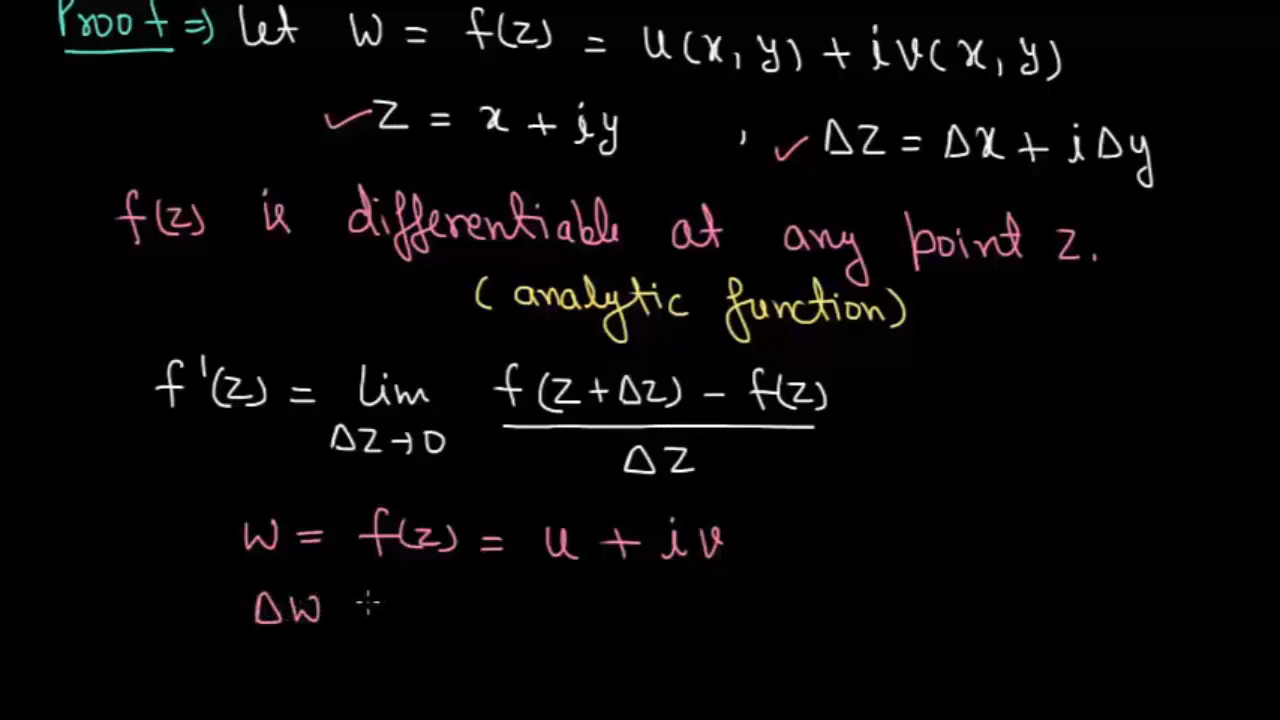 Proof => Let W = f(z) = u(x, y) + iv(x, y)
✓ Z = x + iy , ✓ ΔZ = Δx + iΔy
f(z) is differentiable at any point z.
(analytic function)
f'(z) = lim f(z+Δz) - f(z)
ΔZ→0 ΔZ
W = f(z) = u + iv
ΔW